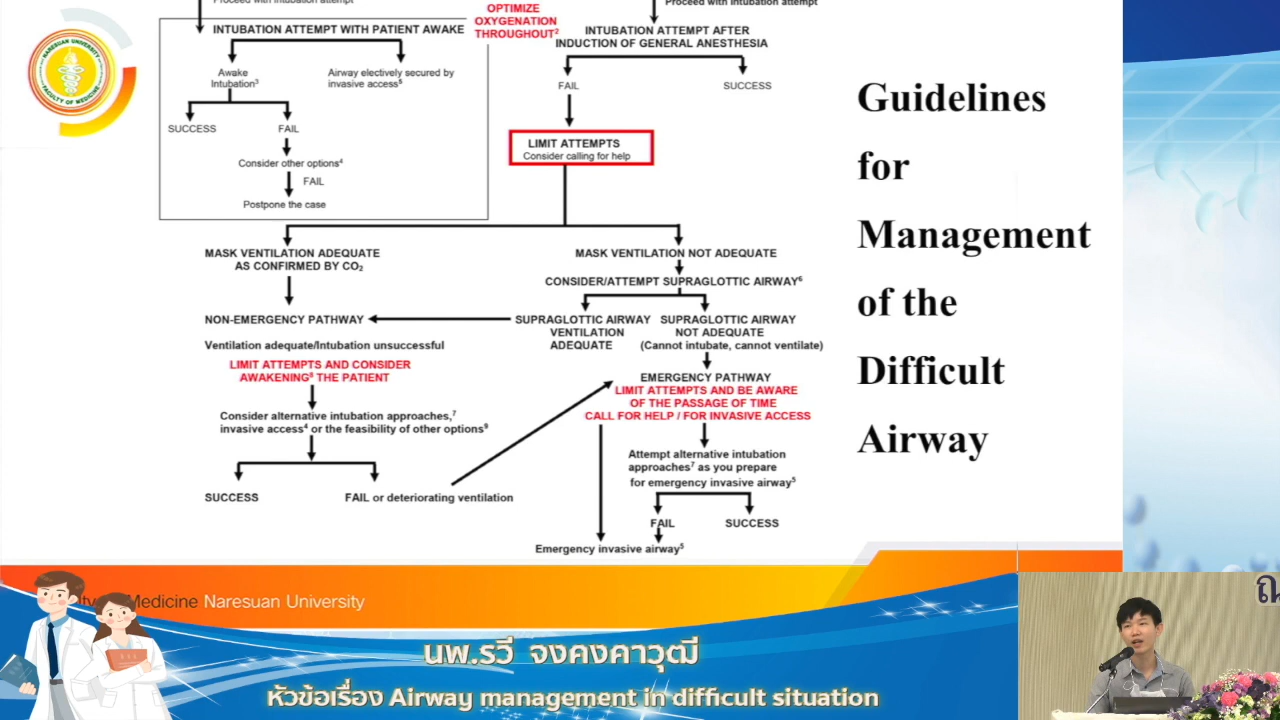 Proceed with intubation attempt
Proceed with intubation attempt
OPTIMIZE
OXYGENATION
THROUGHOUT²
INTUBATION ATTEMPT WITH PATIENT AWAKE
INTUBATION ATTEMPT AFTER
INDUCTION OF GENERAL ANESTHESIA
NARESUAN UNIVERSITY
FACULTY OF MEDICINE
Awake
Intubation³
Airway electively secured by
invasive access⁵
FAIL
SUCCESS
SUCCESS
FAIL
LIMIT ATTEMPTS
Consider calling for help
Consider other options⁴
FAIL
Postpone the case
MASK VENTILATION ADEQUATE
AS CONFIRMED BY CO₂
MASK VENTILATION NOT ADEQUATE
CONSIDER/ATTEMPT SUPRAGLOTTIC AIRWAY⁶
NON-EMERGENCY PATHWAY
SUPRAGLOTTIC AIRWAY
VENTILATION
ADEQUATE
SUPRAGLOTTIC AIRWAY
NOT ADEQUATE
(Cannot intubate, cannot ventilate)
Ventilation adequate/Intubation unsuccessful
LIMIT ATTEMPTS AND CONSIDER
AWAKENING⁸ THE PATIENT
EMERGENCY PATHWAY
LIMIT ATTEMPTS AND BE AWARE
OF THE PASSAGE OF TIME
CALL FOR HELP / FOR INVASIVE ACCESS
Consider alternative intubation approaches,⁷
invasive access⁴ or the feasibility of other options⁹
Attempt alternative intubation
approaches⁷ as you prepare
for emergency invasive airway⁵
SUCCESS
FAIL or deteriorating ventilation
FAIL
SUCCESS
Emergency invasive airway⁵
Guidelines
for
Management
of the
Difficult
Airway
Medicine Naresuan University
นพ.รวี จงคงคาวุฒิ
หัวข้อเรื่อง Airway management in difficult situation